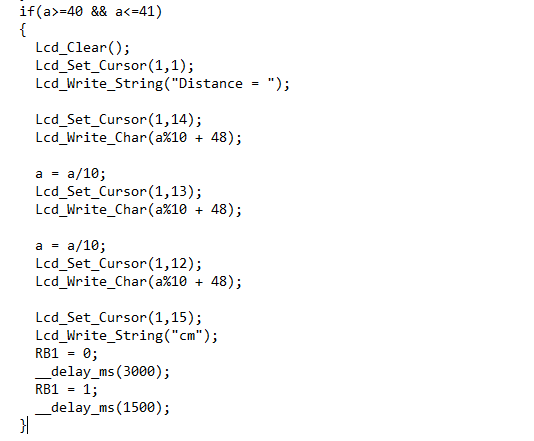 if(a>=40 && a<=41)
{
Lcd_Clear();
Lcd_Set_Cursor(1,1);
Lcd_Write_String("Distance = ");
Lcd_Set_Cursor(1,14);
Lcd_Write_Char(a%10 + 48);
a = a/10;
Lcd_Set_Cursor(1,13);
Lcd_Write_Char(a%10 + 48);
a = a/10;
Lcd_Set_Cursor(1,12);
Lcd_Write_Char(a%10 + 48);
Lcd_Set_Cursor(1,15);
Lcd_Write_String("cm");
RB1 = 0;
__delay_ms(3000);
RB1 = 1;
__delay_ms(1500);
}